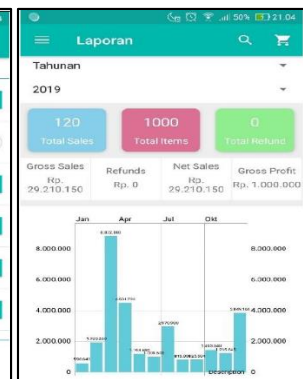 50% 21.04
Laporan
Tahunan
2019
120
Total Sales
1000
Total Items
0
Total Refund
Gross Sales
Rp.
29.210.150
Refunds
Rp. 0
Net Sales
Rp.
29.210.150
Gross Profit
Rp. 1.000.000
Jan Apr Jul Okt
8.000.000 8.000.000
6.000.000 6.000.000
4.000.000 4.000.000
2.000.000 2.000.000
0 Description 0